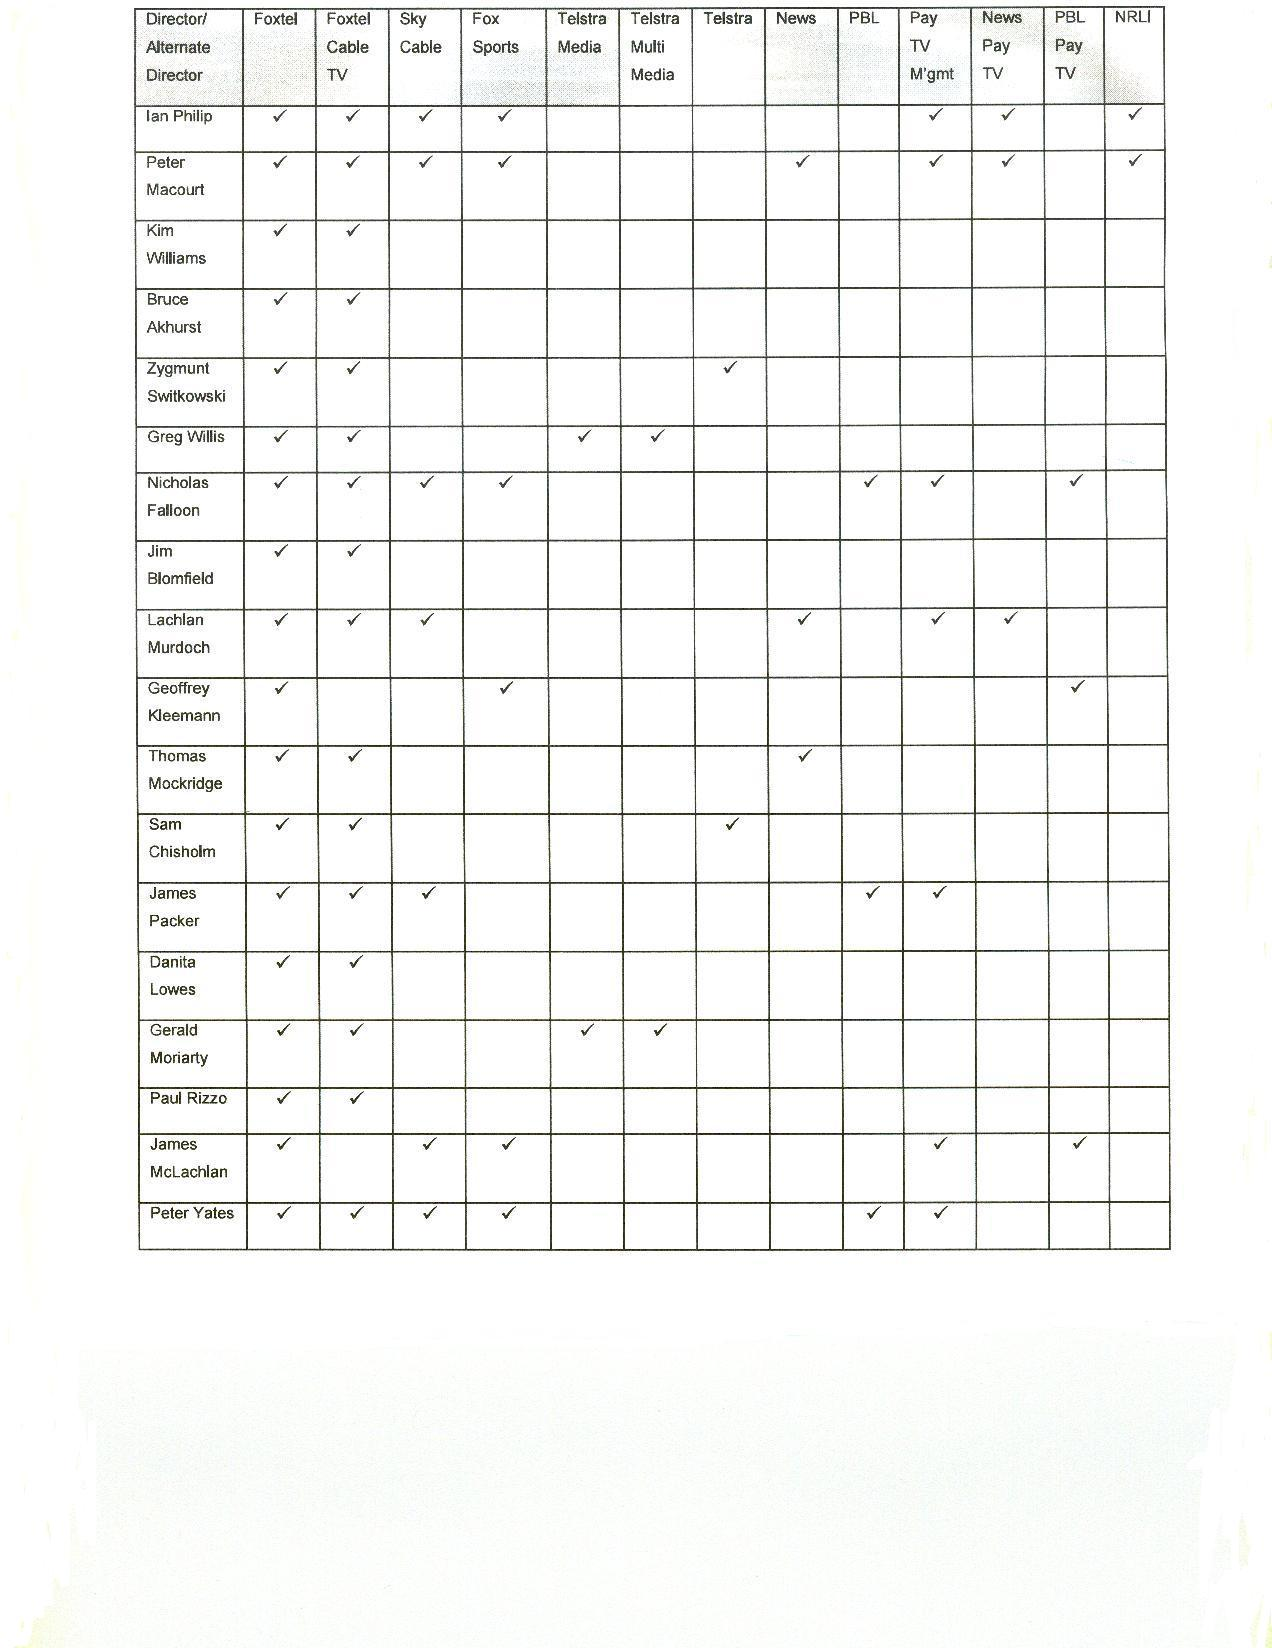 Director/ Foxtel Foxtel Sky Fox Telstra Telstra Telstra News PBL Pay News PBL NRLI
Alternate Cable Cable Sports Media Multi TV Pay Pay
Director TV Media M'gmt TV TV
Ian Philip ✓ ✓ ✓ ✓ ✓ ✓ ✓
Peter ✓ ✓ ✓ ✓ ✓ ✓ ✓ ✓
Macourt
Kim ✓ ✓
Williams
Bruce ✓ ✓
Akhurst
Zygmunt ✓ ✓ ✓
Switkowski
Greg Willis ✓ ✓ ✓ ✓
Nicholas ✓ ✓ ✓ ✓ ✓ ✓ ✓
Falloon
Jim ✓ ✓
Blomfield
Lachlan ✓ ✓ ✓ ✓ ✓ ✓
Murdoch
Geoffrey ✓ ✓ ✓
Kleemann
Thomas ✓ ✓ ✓
Mockridge
Sam ✓ ✓ ✓
Chisholm
James ✓ ✓ ✓ ✓ ✓
Packer
Danita ✓ ✓
Lowes
Gerald ✓ ✓ ✓ ✓
Moriarty
Paul Rizzo ✓ ✓
James ✓ ✓ ✓ ✓ ✓
McLachlan
Peter Yates ✓ ✓ ✓ ✓ ✓ ✓